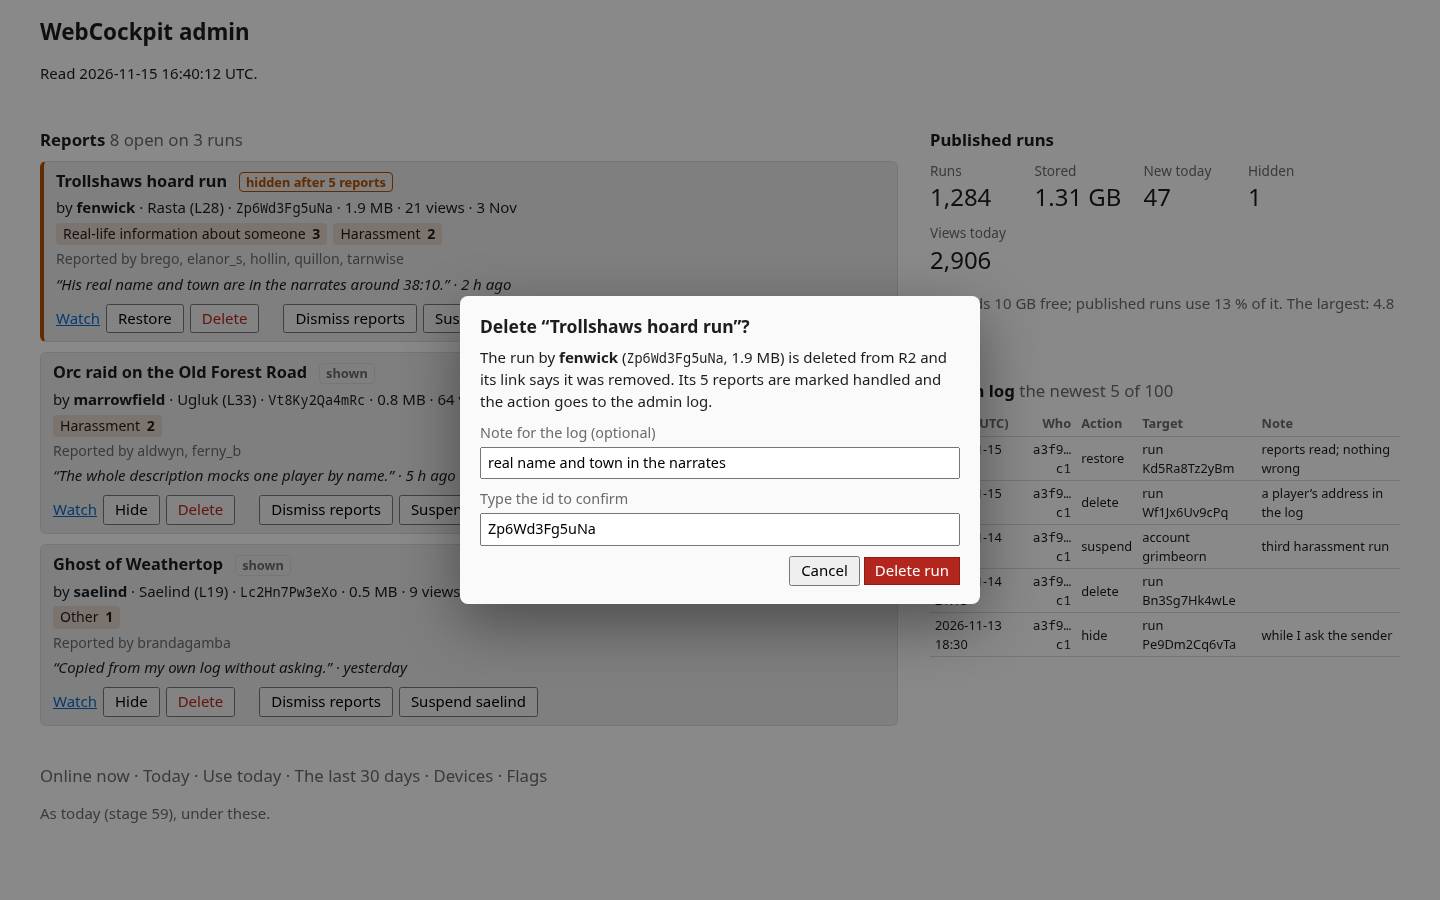 WebCockpit admin
Read 2026-11-15 16:40:12 UTC.
Reports 8 open on 3 runs
Trollshaws hoard run hidden after 5 reports
by fenwick · Rasta (L28) · Zp6Wd3Fg5uNa · 1.9 MB · 21 views · 3 Nov
Real-life information about someone 3 Harassment 2
Reported by brego, elanor_s, hollin, quillon, tarnwise
“His real name and town are in the narrates around 38:10.” · 2 h ago
Watch Restore Delete Dismiss reports Sus
Orc raid on the Old Forest Road shown
by marrowfield · Ugluk (L33) · Vt8Ky2Qa4mRc · 0.8 MB · 64
Harassment 2
Reported by aldwyn, ferny_b
“The whole description mocks one player by name.” · 5 h ago
Watch Hide Delete Dismiss reports Suspen
Ghost of Weathertop shown
by saelind · Saelind (L19) · Lc2Hn7Pw3eXo · 0.5 MB · 9 views
Other 1
Reported by brandagamba
“Copied from my own log without asking.” · yesterday
Watch Hide Delete Dismiss reports Suspend saelind
Online now · Today · Use today · The last 30 days · Devices · Flags
As today (stage 59), under these.
Delete “Trollshaws hoard run”?
The run by fenwick (Zp6Wd3Fg5uNa, 1.9 MB) is deleted from R2 and
its link says it was removed. Its 5 reports are marked handled and
the action goes to the admin log.
Note for the log (optional)
real name and town in the narrates
Type the id to confirm
Zp6Wd3Fg5uNa
Cancel Delete run
Published runs
Runs Stored New today Hidden
1,284 1.31 GB 47 1
Views today
2,906
ds 10 GB free; published runs use 13 % of it. The largest: 4.8
n log the newest 5 of 100
UTC) Who Action Target Note
-15 a3f9… restore run reports read; nothing
c1 Kd5Ra8Tz2yBm wrong
-15 a3f9… delete run a player’s address in
c1 Wf1Jx6Uv9cPq the log
-14 a3f9… suspend account third harassment run
c1 grimbeorn
-14 a3f9… delete run
c1 Bn3Sg7Hk4wLe
2026-11-13 a3f9… hide run while I ask the sender
18:30 c1 Pe9Dm2Cq6vTa